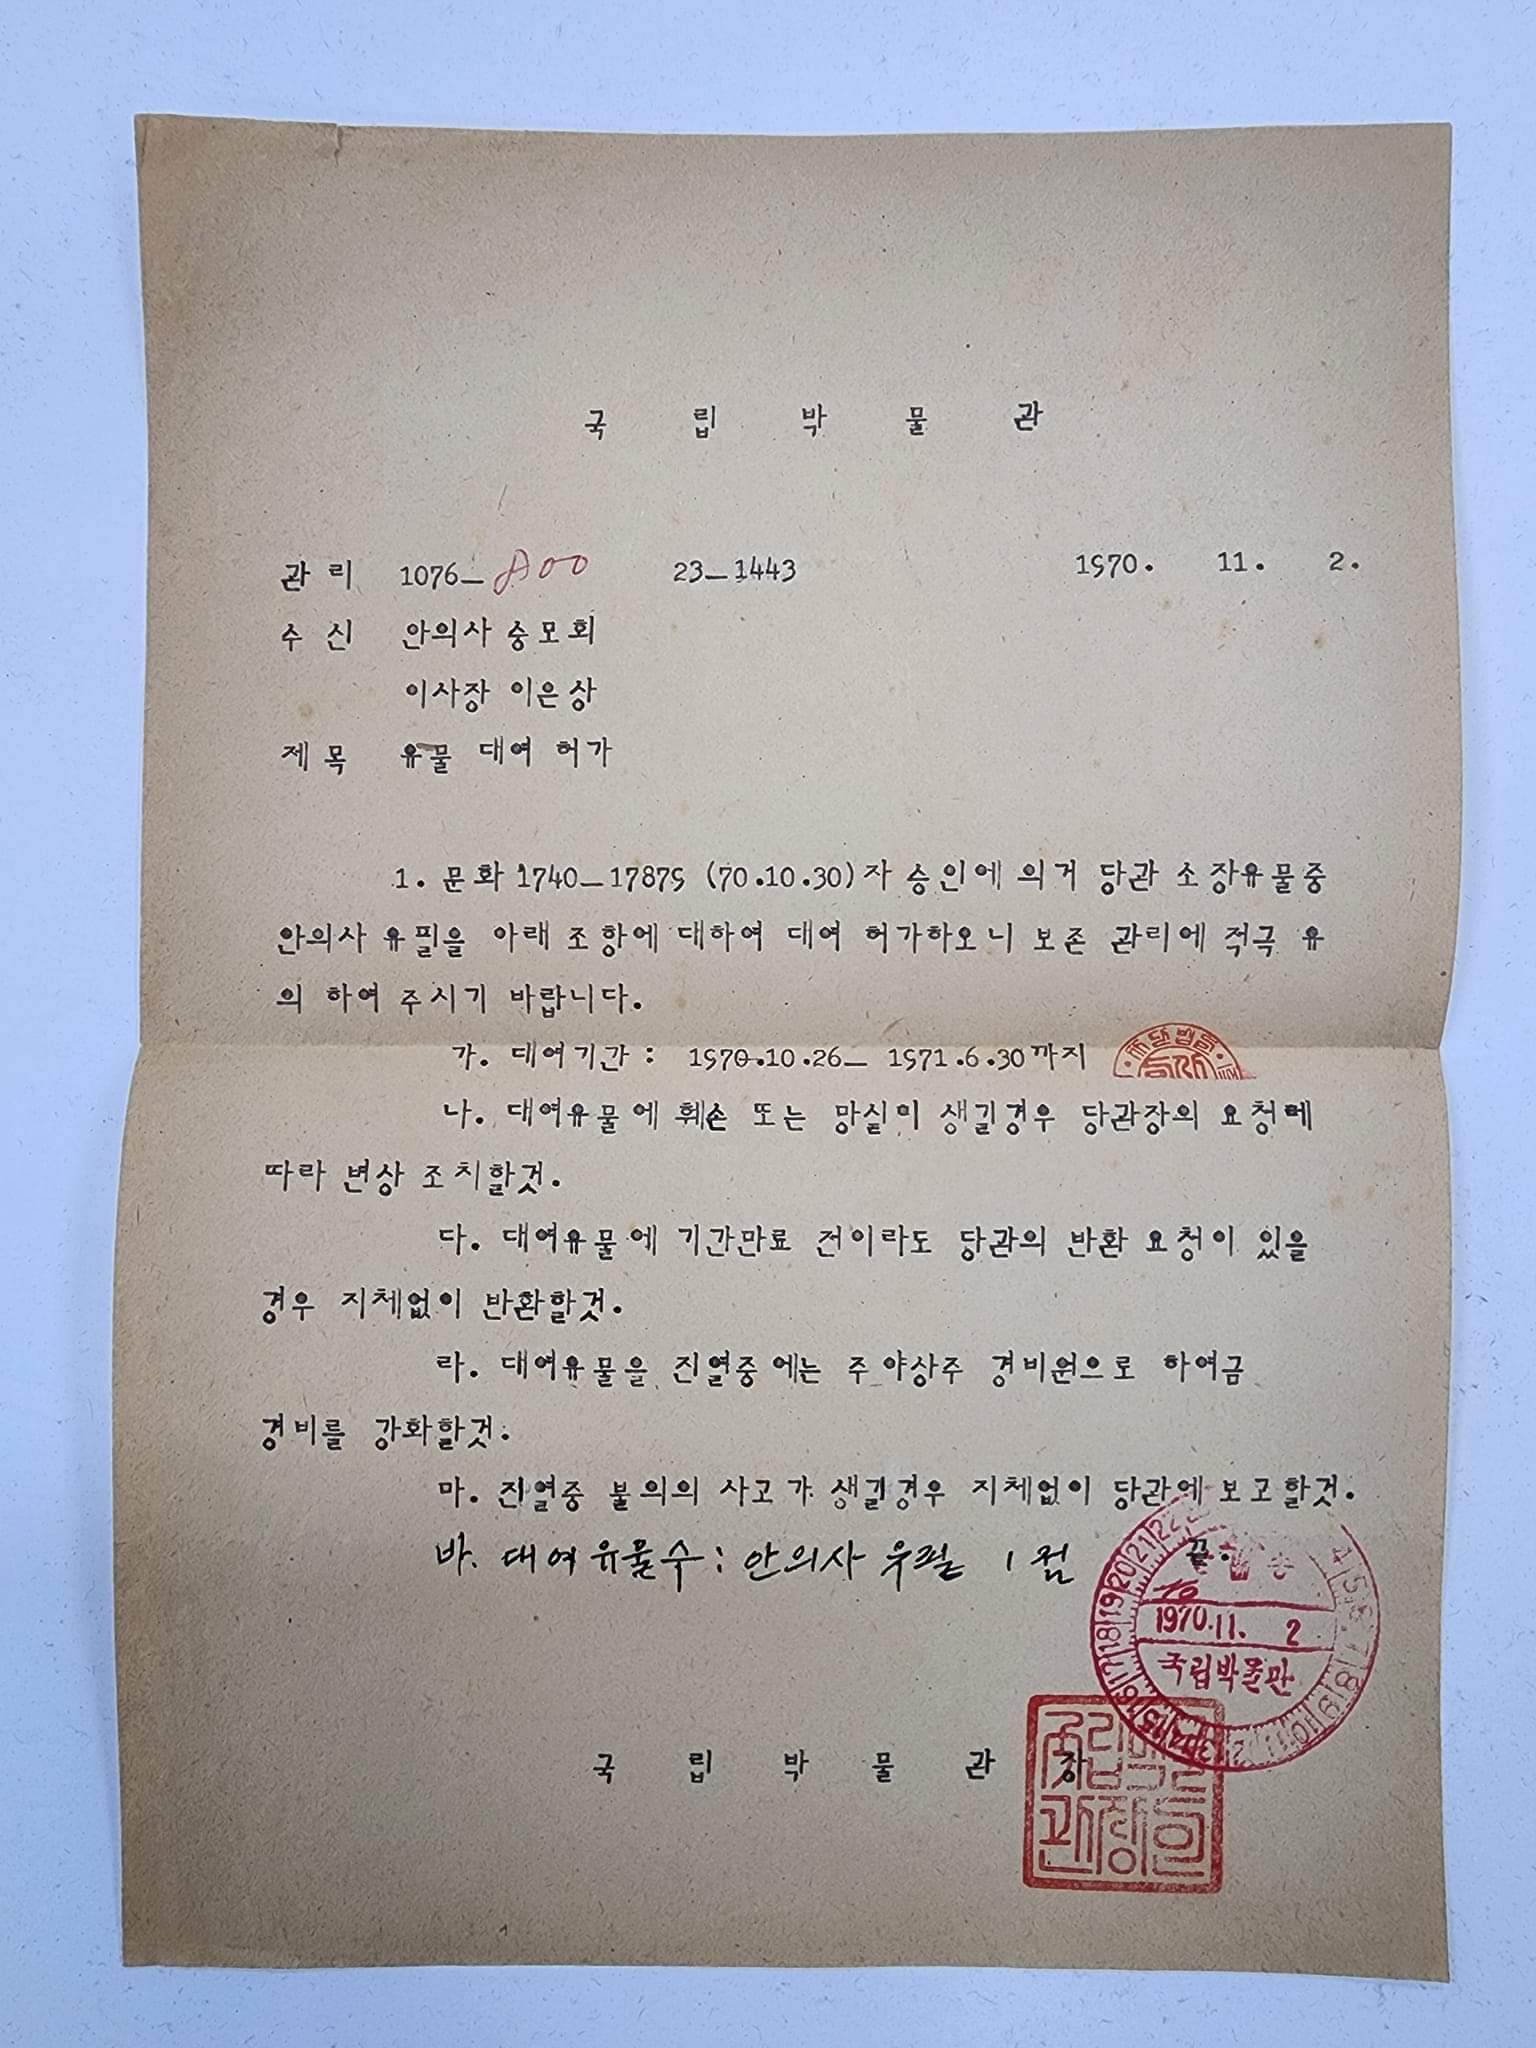 국 립 박 물 관
관 리 1076_800 23_1443 1970. 11. 2.
수 신 안의사 숭모회
이사장 이은상
제 목 유물 대여 허가
1. 문화 1740_17879 (70.10.30)자 승인에 의거 당관 소장유물중
안의사 유필을 아래 조항에 대하여 대여 허가하오니 보존 관리에 적극 유
의 하여 주시기 바랍니다.
가. 대여기간 : 1970.10.26_ 1971.6.30까지
나. 대여유물에 훼손 또는 망실이 생길경우 당관장의 요청에
따라 변상 조치할것.
다. 대여유물에 기간만료 전이라도 당관의 반환 요청이 있을
경우 지체없이 반환할것.
라. 대여유물을 진열중에는 주야상주 경비원으로 하여금
경비를 강화할것.
마. 진열중 불의의 사고가 생길경우 지체없이 당관에 보고할것.
바. 대여유물수 : 안의사 유필 1점 끝.
1970.11. 2
국립박물관
국 립 박 물 관 장